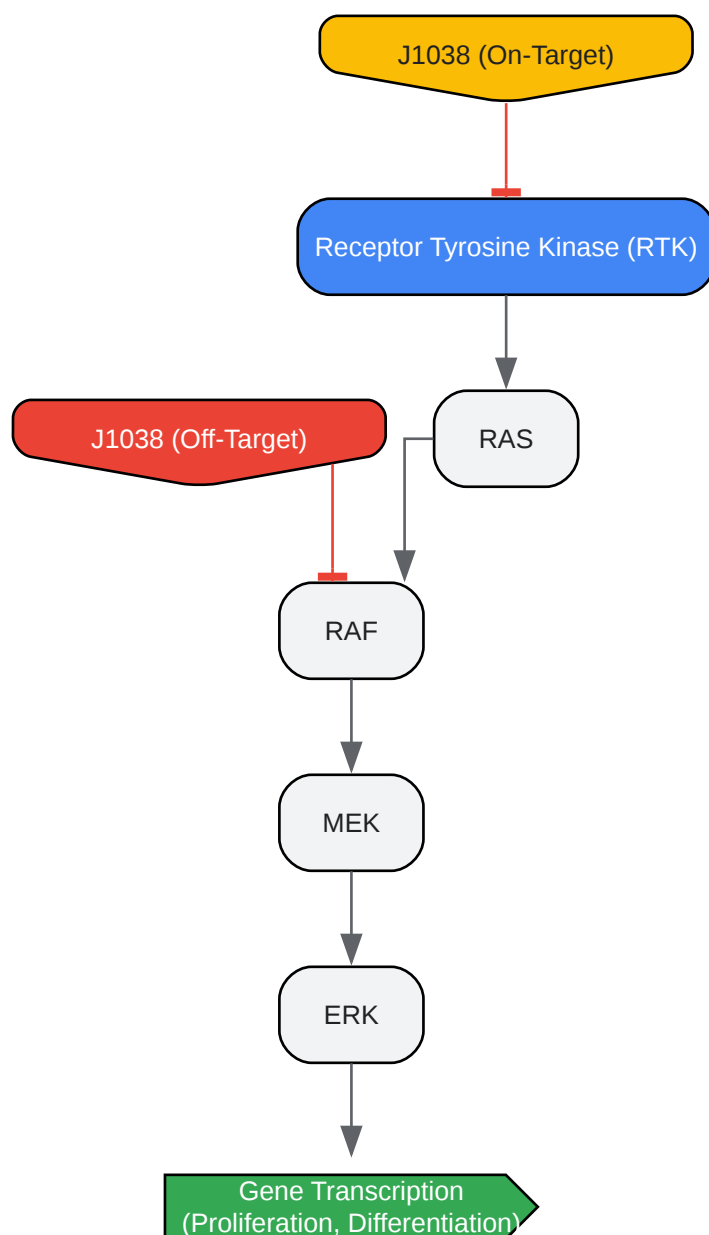 J1038 (On-Target)
Receptor Tyrosine Kinase (RTK)
J1038 (Off-Target)
RAS
RAF
MEK
ERK
Gene Transcription
(Proliferation, Differentiation)